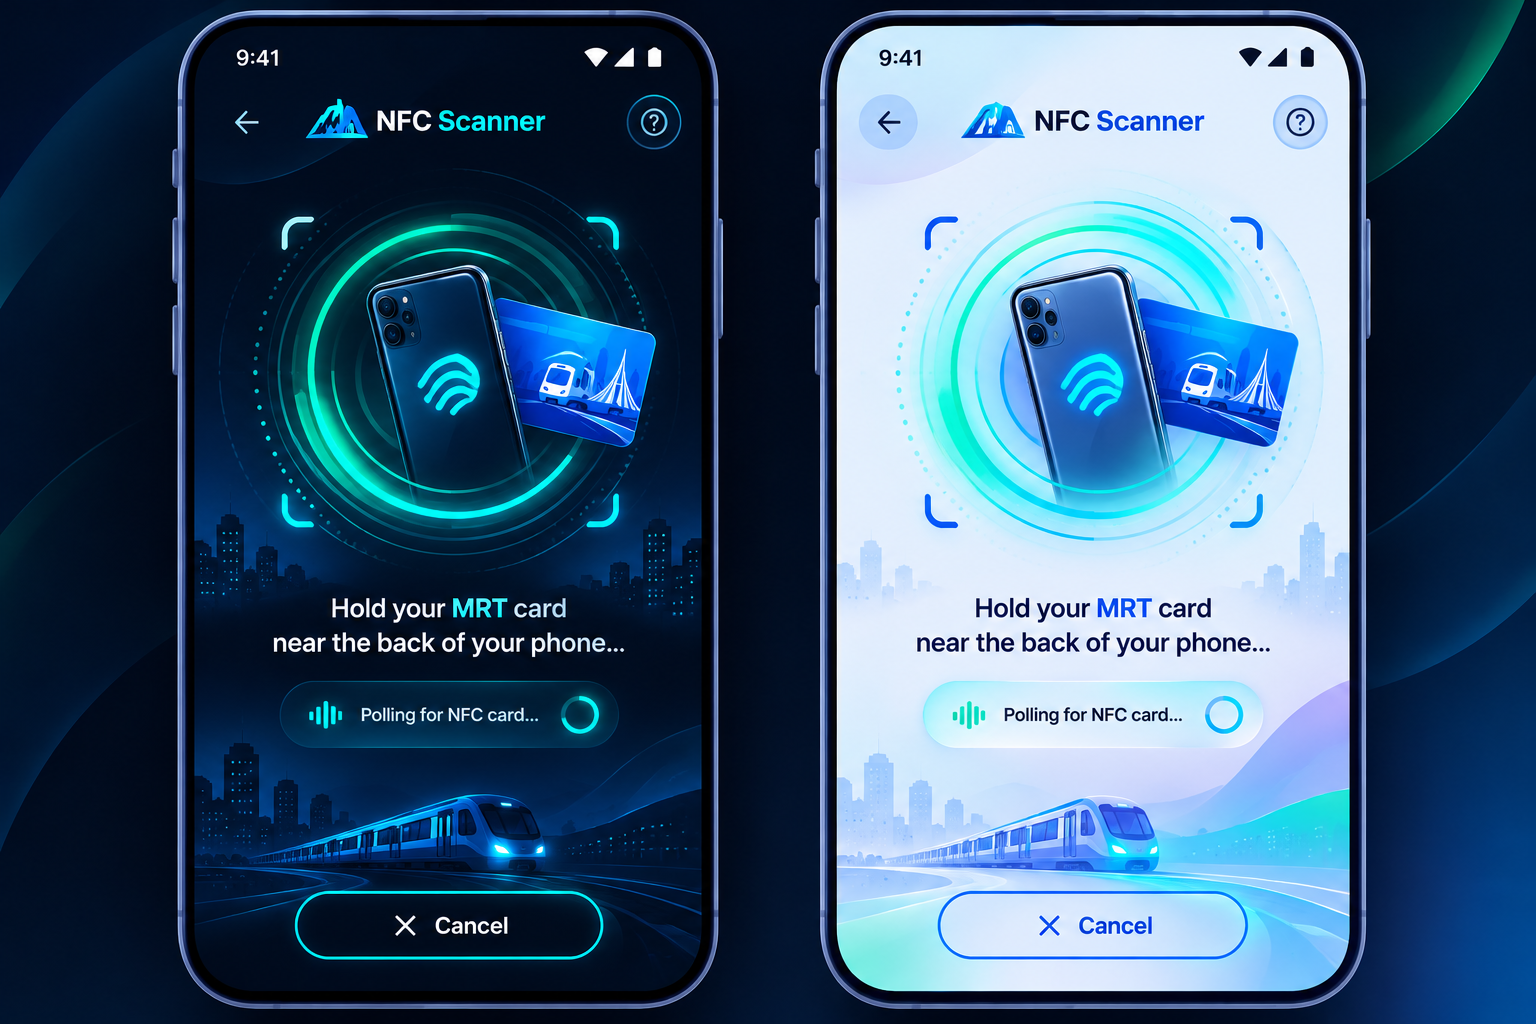 9:41
NFC Scanner
Hold your MRT card
near the back of your phone...
Polling for NFC card...
Cancel
9:41
NFC Scanner
Hold your MRT card
near the back of your phone...
Polling for NFC card...
Cancel